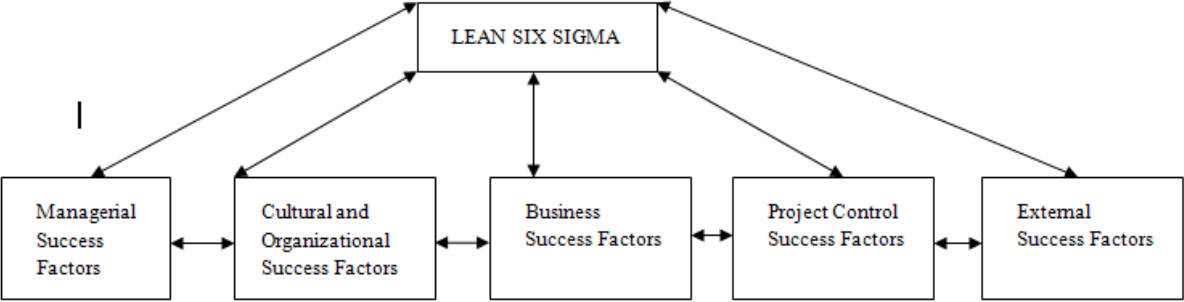 LEAN SIX SIGMA
Managerial
Success
Factors
Cultural and
Organizational
Success Factors
Business
Success Factors
Project Control
Success Factors
External
Success Factors